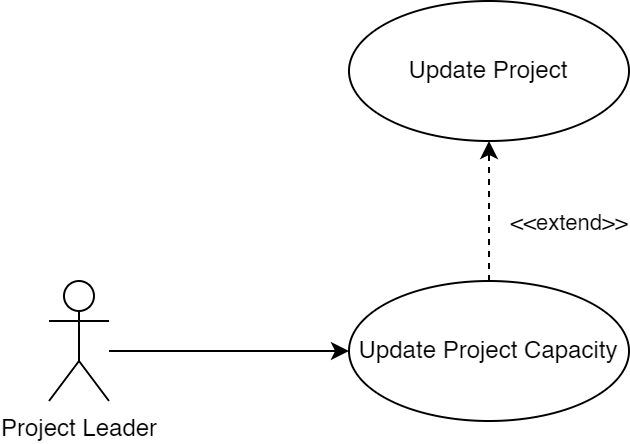 Update Project
<<extend>>
Update Project Capacity
Project Leader